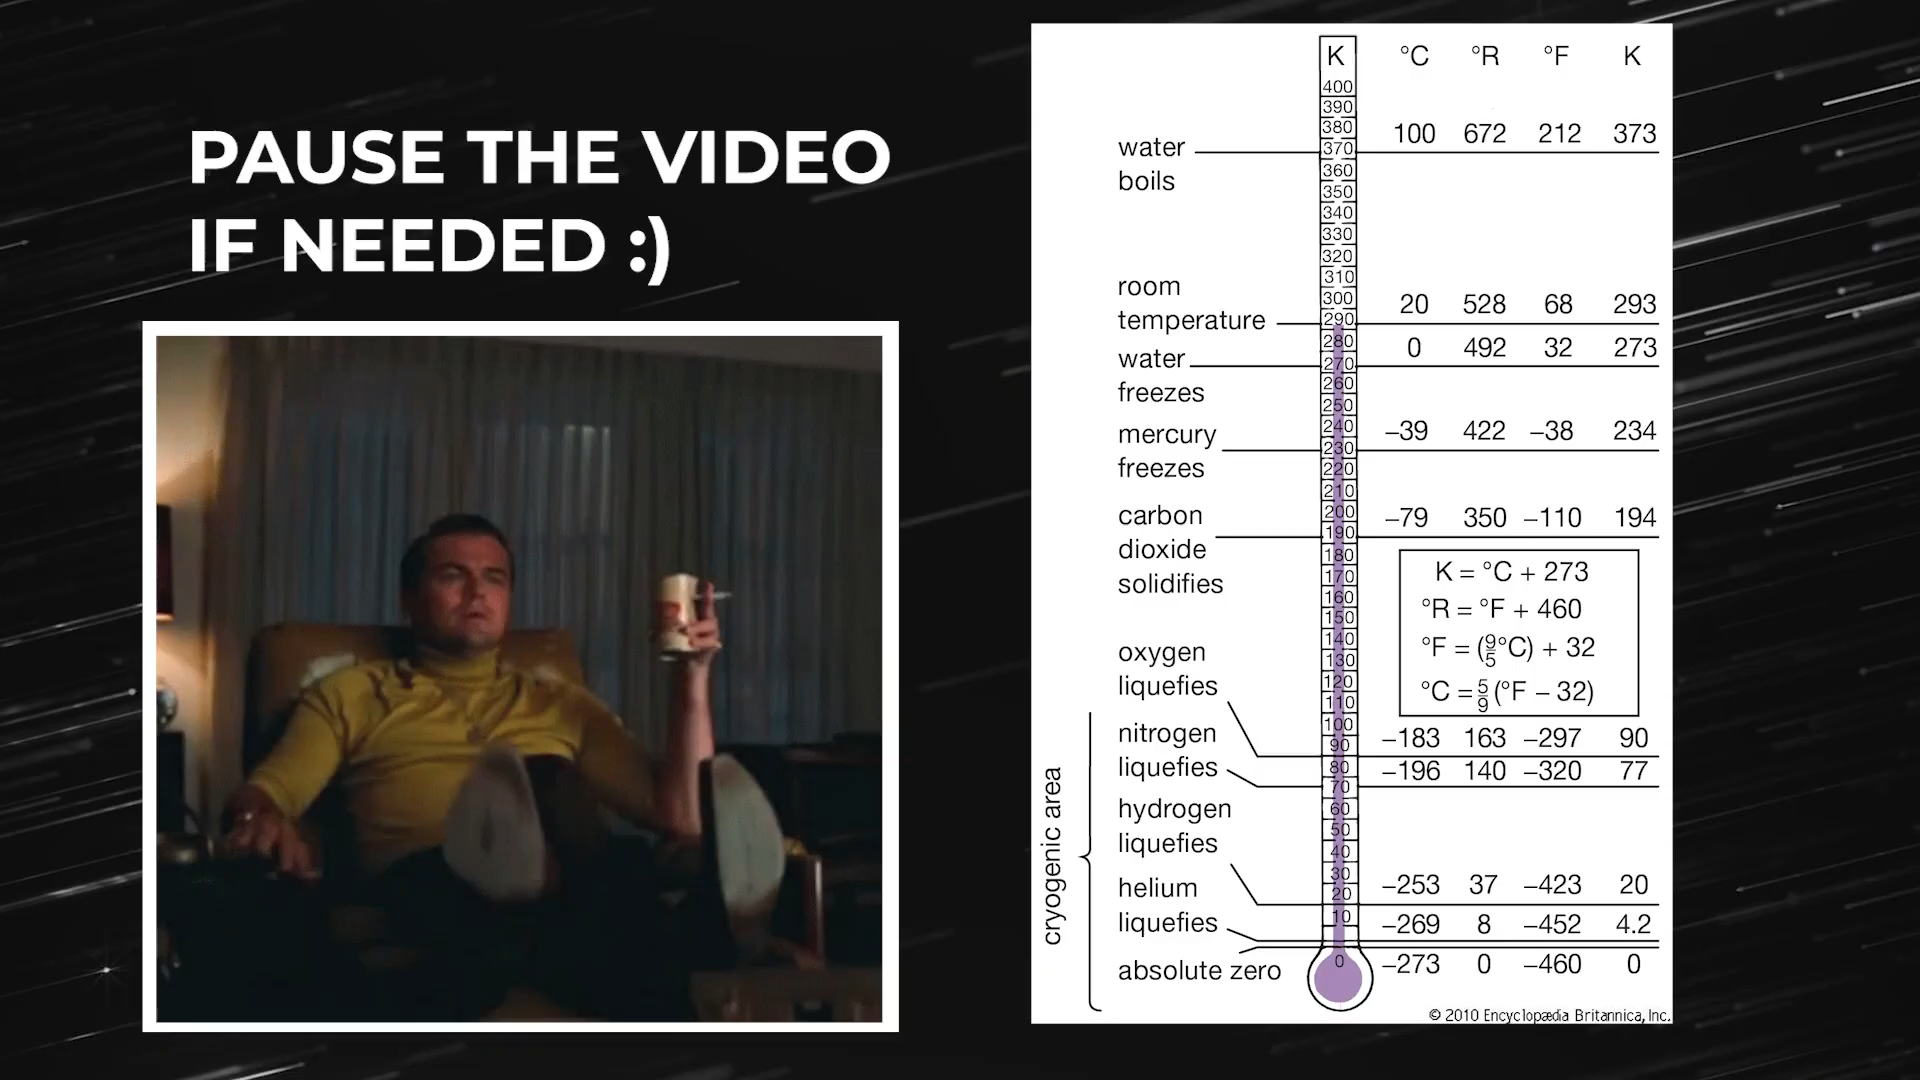 PAUSE THE VIDEO
IF NEEDED :)
K °C °R °F K
400
390
380
100 672 212 373
water
boils
370
360
350
340
330
320
310
room
temperature
300
20 528 68 293
290
280
0 492 32 273
water
freezes
270
260
250
240
mercury
freezes
–39 422 –38 234
230
220
210
200
carbon
dioxide
solidifies
–79 350 –110 194
190
180
170
160
150
K = °C + 273
°R = °F + 460
°F = (9/5°C) + 32
°C = 5/9 (°F – 32)
140
130
120
110
oxygen
liquefies
100
90
–183 163 –297 90
nitrogen
liquefies
80
–196 140 –320 77
70
60
50
40
30
hydrogen
liquefies
20
–253 37 –423 20
helium
liquefies
10
–269 8 –452 4.2
absolute zero
0
–273 0 –460 0
cryogenic area
© 2010 Encyclopædia Britannica, Inc.